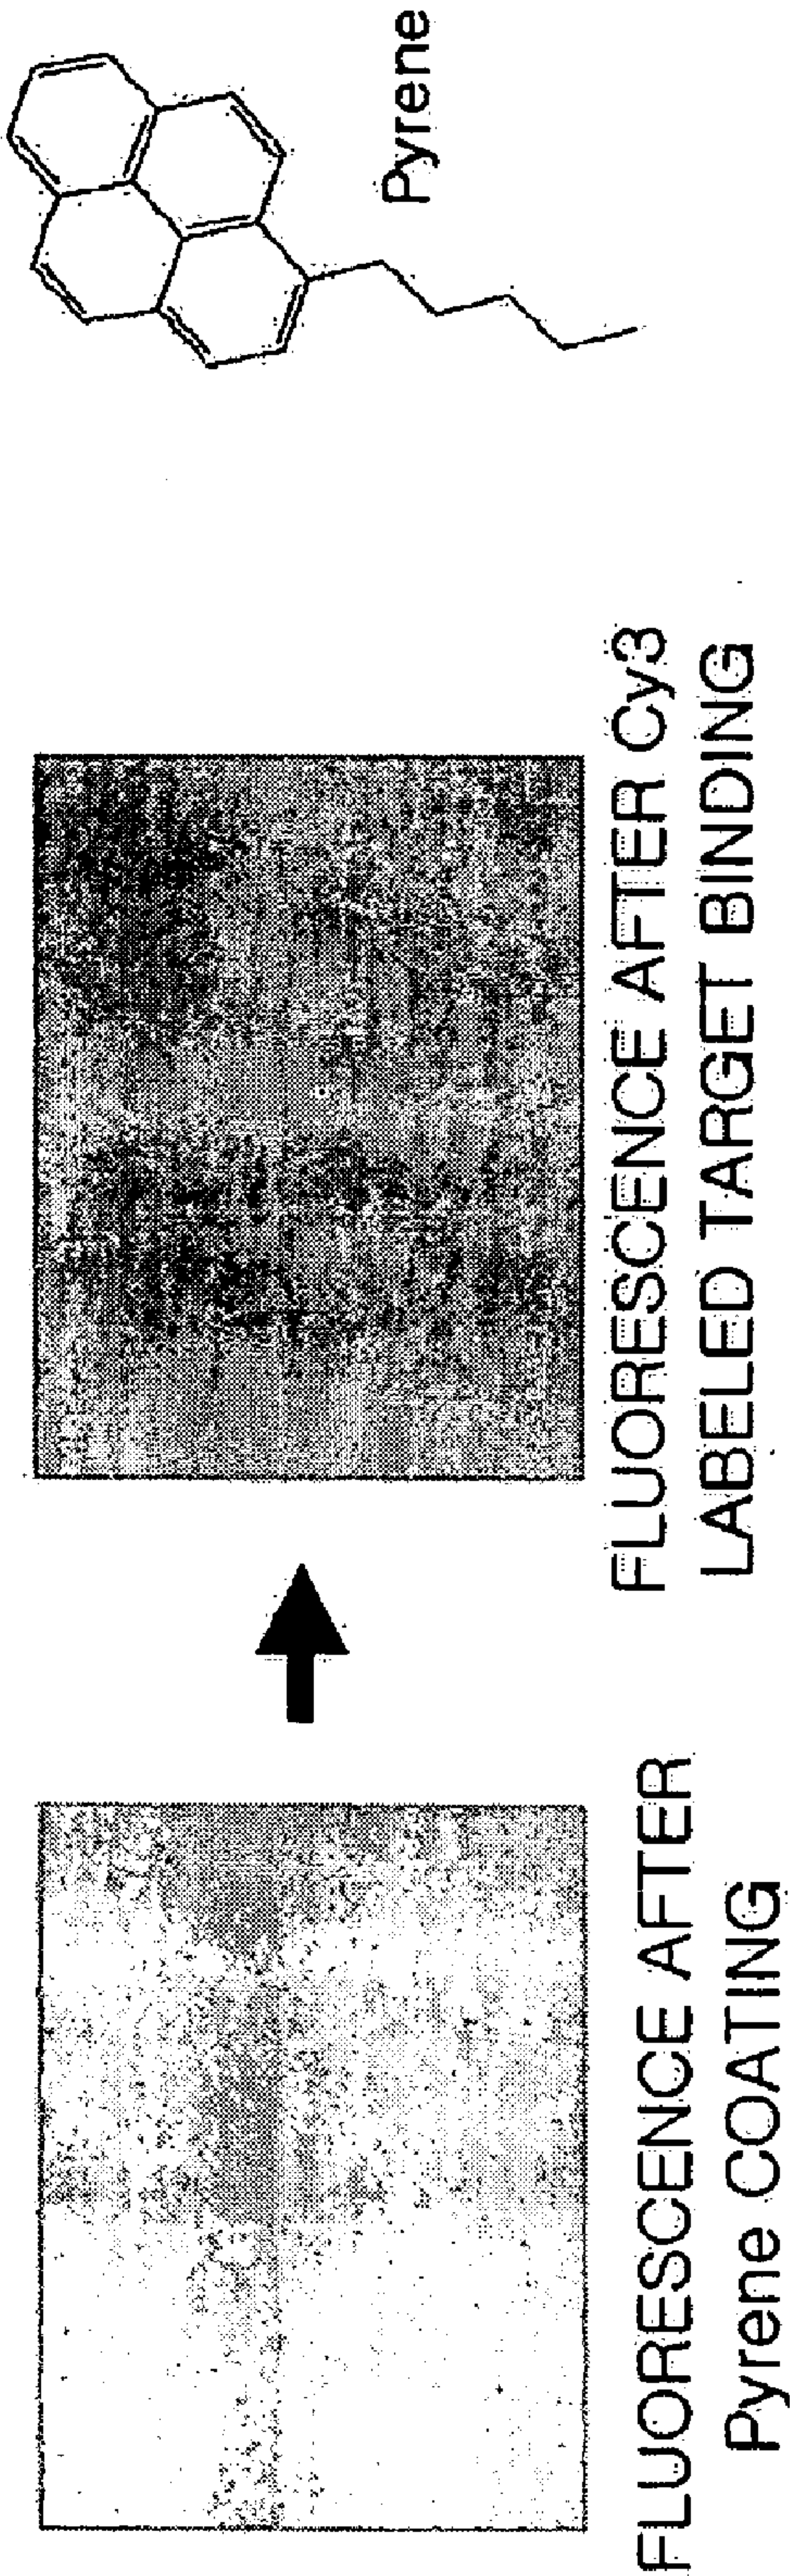 FLUORESCENCE AFTER
Pyrene COATING
FLUORESCENCE AFTER Cy3
LABELED TARGET BINDING
Pyrene